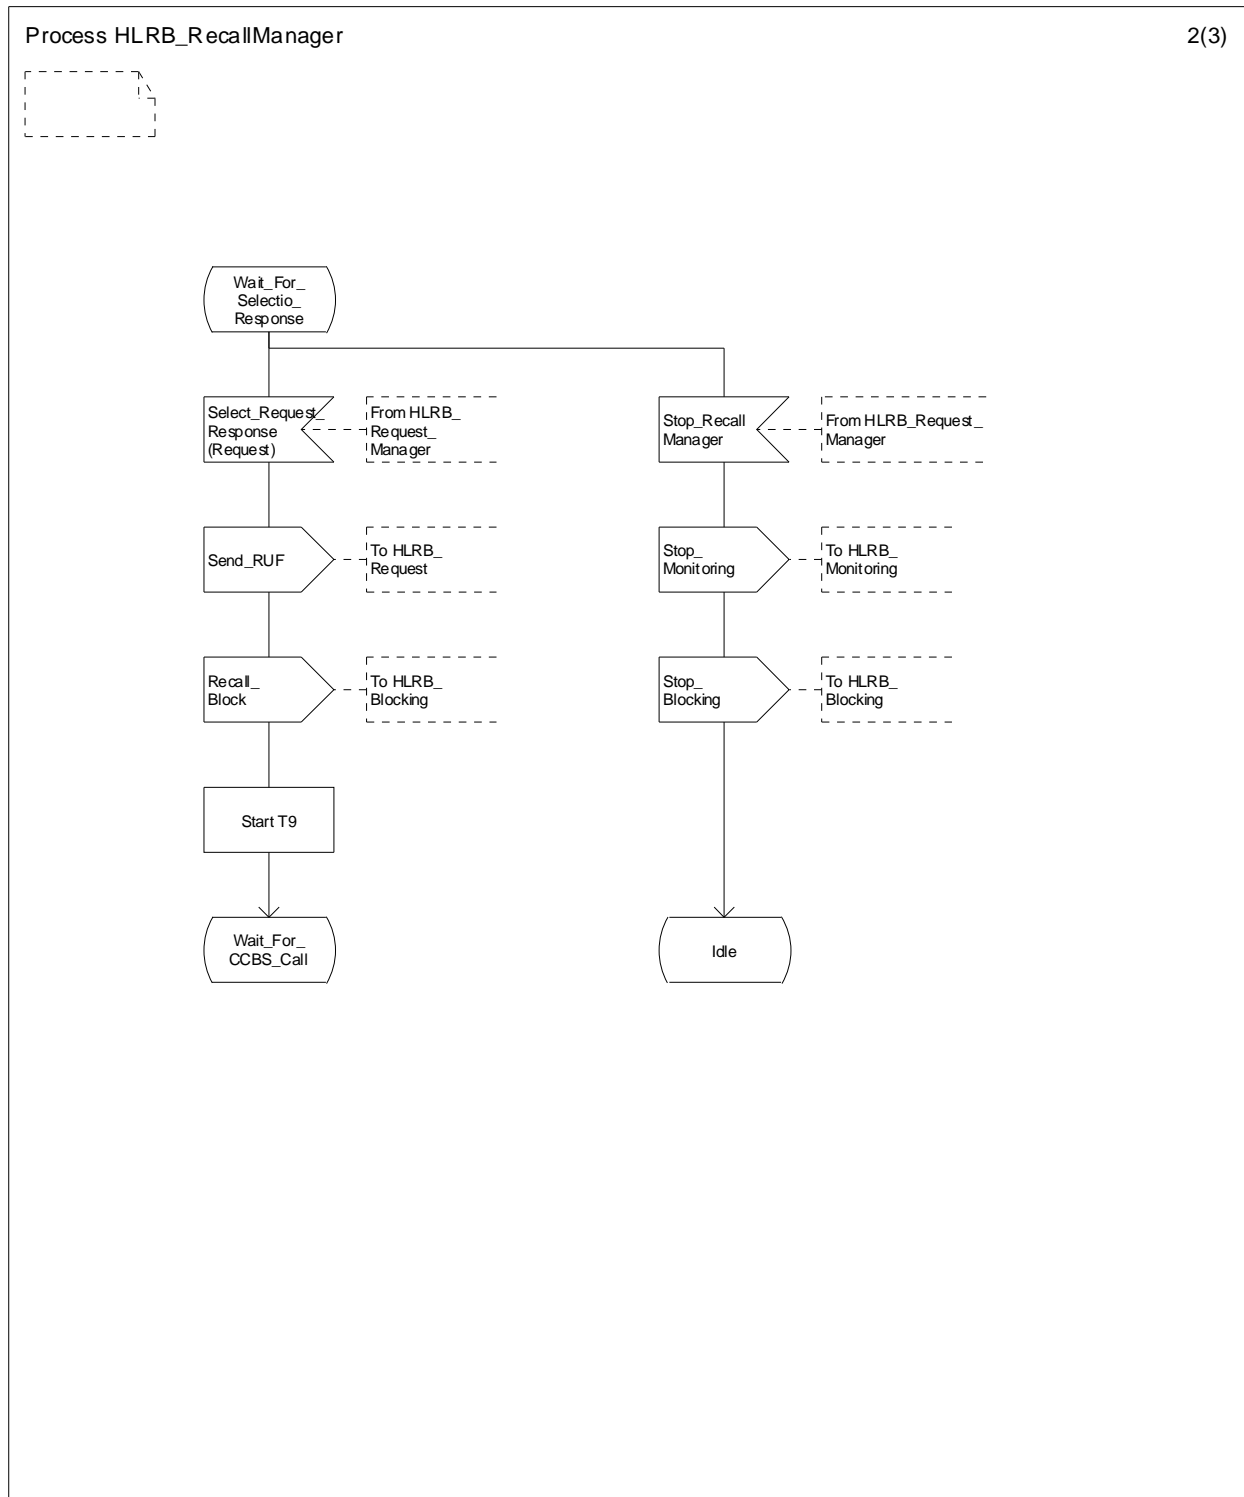 Process HLRB_RecallManager
2(3)
Wait_For_
Selectio_
Response
Select_Request_
Response
(Request)
From HLRB_
Request_
Manager
Stop_Recall
Manager
From HLRB_Request_
Manager
Send_RUF
To HLRB_
Request
Stop_
Monitoring
To HLRB_
Monitoring
Recall_
Block
To HLRB_
Blocking
Stop_
Blocking
To HLRB_
Blocking
Start T9
Wait_For_
CCBS_Call
Idle